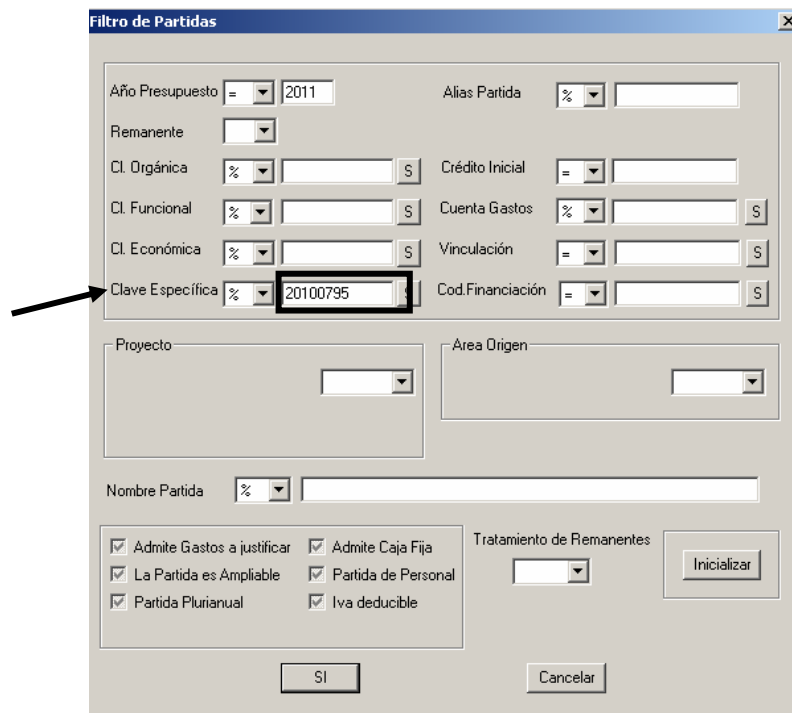 Filtro de Partidas
Año Presupuesto = 2011 Alias Partida %
Remanente
Cl. Orgánica % S Crédito Inicial =
Cl. Funcional % S Cuenta Gastos % S
Cl. Económica % S Vinculación = S
Clave Específica % 20100795 S Cod.Financiación = S
Proyecto Area Origen
Nombre Partida %
Admite Gastos a justificar Admite Caja Fija Tratamiento de Remanentes
La Partida es Ampliable Partida de Personal Inicializar
Partida Plurianual Iva deducible
SI Cancelar